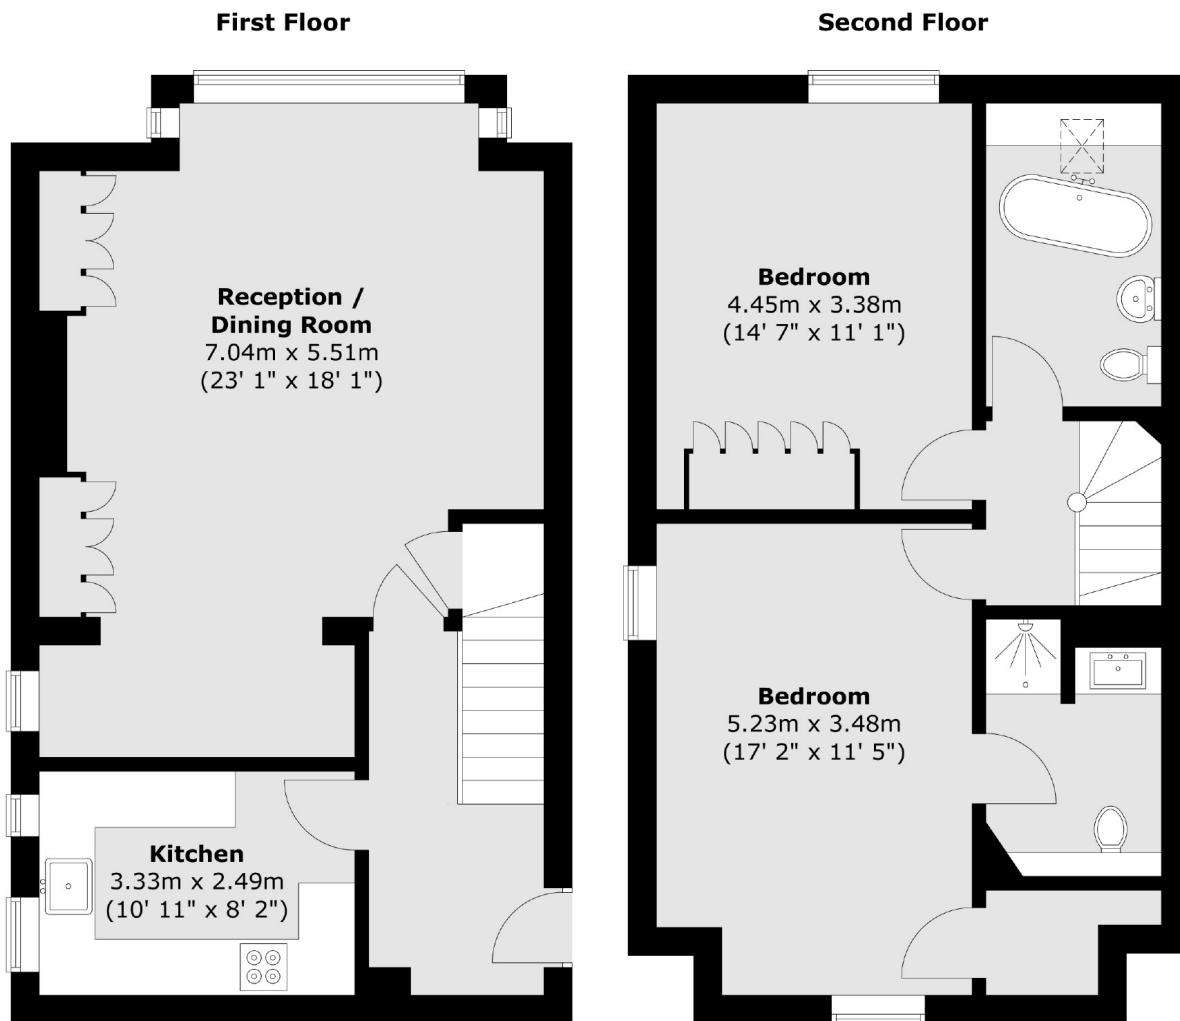 First Floor
Reception /
Dining Room
7.04m x 5.51m
(23' 1" x 18' 1")
Kitchen
3.33m x 2.49m
(10' 11" x 8' 2")
Second Floor
Bedroom
4.45m x 3.38m
(14' 7" x 11' 1")
Bedroom
5.23m x 3.48m
(17' 2" x 11' 5")